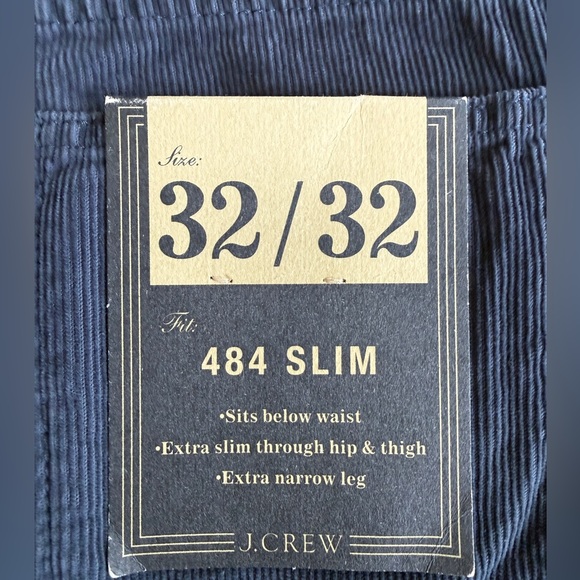 Size:
32/32
Fit:
484 SLIM
•Sits below waist
•Extra slim through hip & thigh
•Extra narrow leg
J.CREW